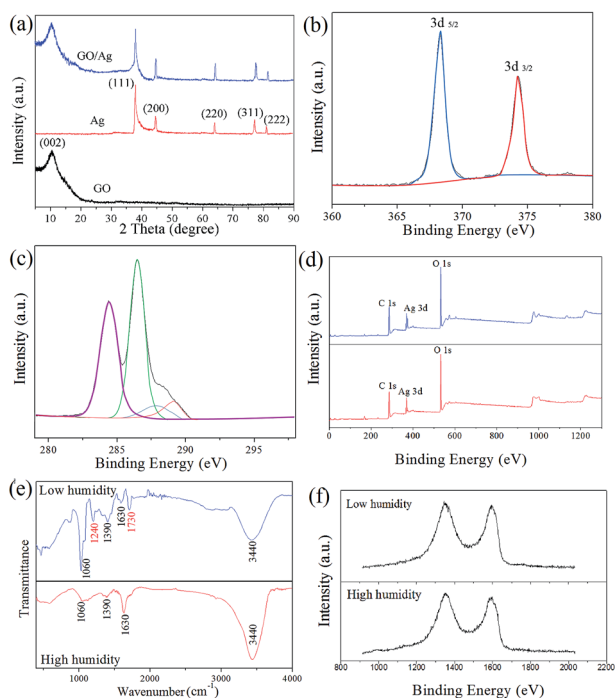 (a)
GO/Ag
(111)
Ag
(200)
(220)
(311)
(222)
(002)
GO
10 20 30 40 50 60 70 80 90
2 Theta (degree)
Intensity (a.u.)
(b)
3d 5/2
3d 3/2
360 365 370 375 380
Binding Energy (eV)
Intensity (a.u.)
(c)
280 285 290 295
Binding Energy (eV)
Intensity (a.u.)
(d)
O 1s
C 1s
Ag 3d
O 1s
C 1s
Ag 3d
0 200 400 600 800 1000 1200
Binding Energy (eV)
Intensity (a.u.)
(e)
Low humidity
1060
1240
1390
1630
1730
3440
1060
1390
1630
3440
High humidity
1000 2000 3000 4000
Wavenumber(cm-1)
Transmittance
(f)
Low humidity
High humidity
800 1000 1200 1400 1600 1800 2000 2200
Intensity (a.u.)